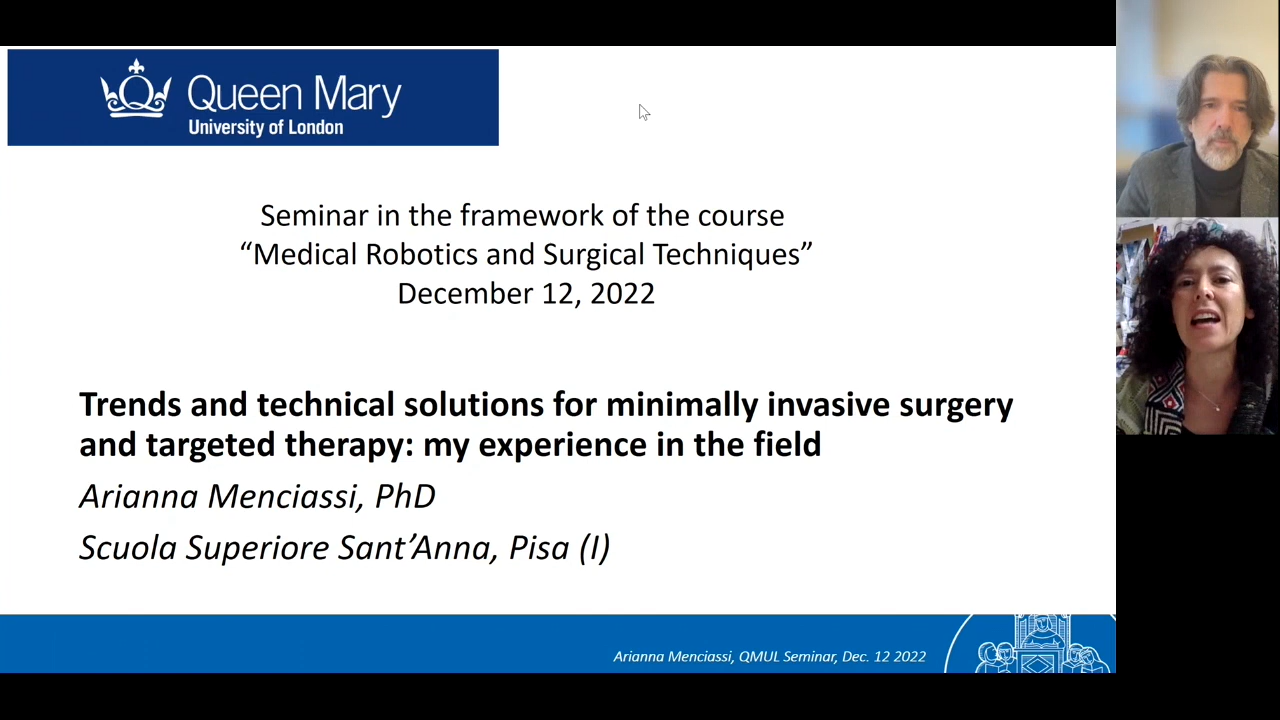 Queen Mary
University of London
Seminar in the framework of the course
“Medical Robotics and Surgical Techniques”
December 12, 2022
Trends and technical solutions for minimally invasive surgery
and targeted therapy: my experience in the field
Arianna Menciassi, PhD
Scuola Superiore Sant’Anna, Pisa (I)
Arianna Menciassi, QMUL Seminar, Dec. 12 2022